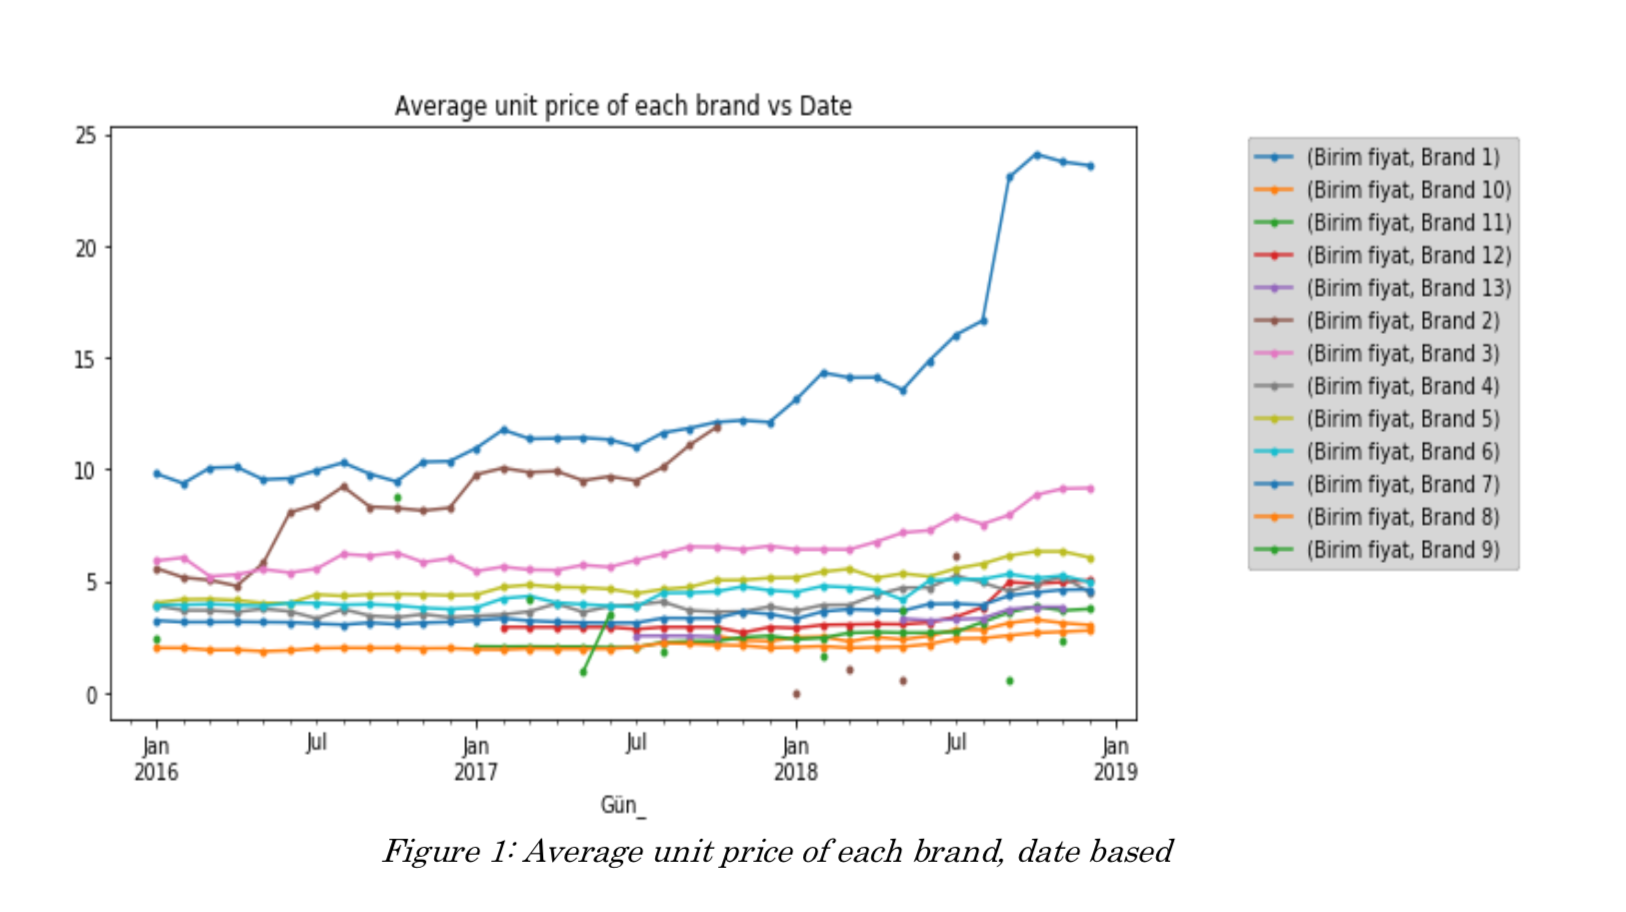 Average unit price of each brand vs Date
25
20
15
10
5
0
Jan
2016
Jul
Jan
2017
Jul
Jan
2018
Jul
Jan
2019
Gün_
(Birim fiyat, Brand 1)
(Birim fiyat, Brand 10)
(Birim fiyat, Brand 11)
(Birim fiyat, Brand 12)
(Birim fiyat, Brand 13)
(Birim fiyat, Brand 2)
(Birim fiyat, Brand 3)
(Birim fiyat, Brand 4)
(Birim fiyat, Brand 5)
(Birim fiyat, Brand 6)
(Birim fiyat, Brand 7)
(Birim fiyat, Brand 8)
(Birim fiyat, Brand 9)
Figure 1: Average unit price of each brand, date based